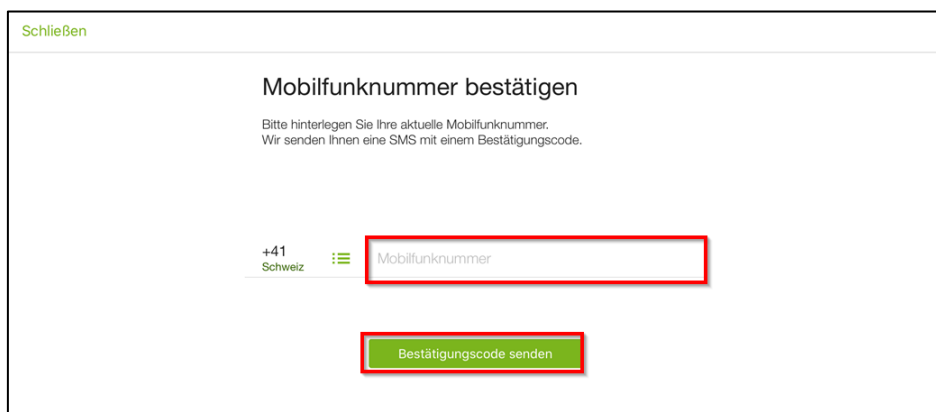 Schließen
Mobilfunknummer bestätigen
Bitte hinterlegen Sie Ihre aktuelle Mobilfunknummer.
Wir senden Ihnen eine SMS mit einem Bestätigungscode.
+41
Schweiz
Mobilfunknummer
Bestätigungscode senden